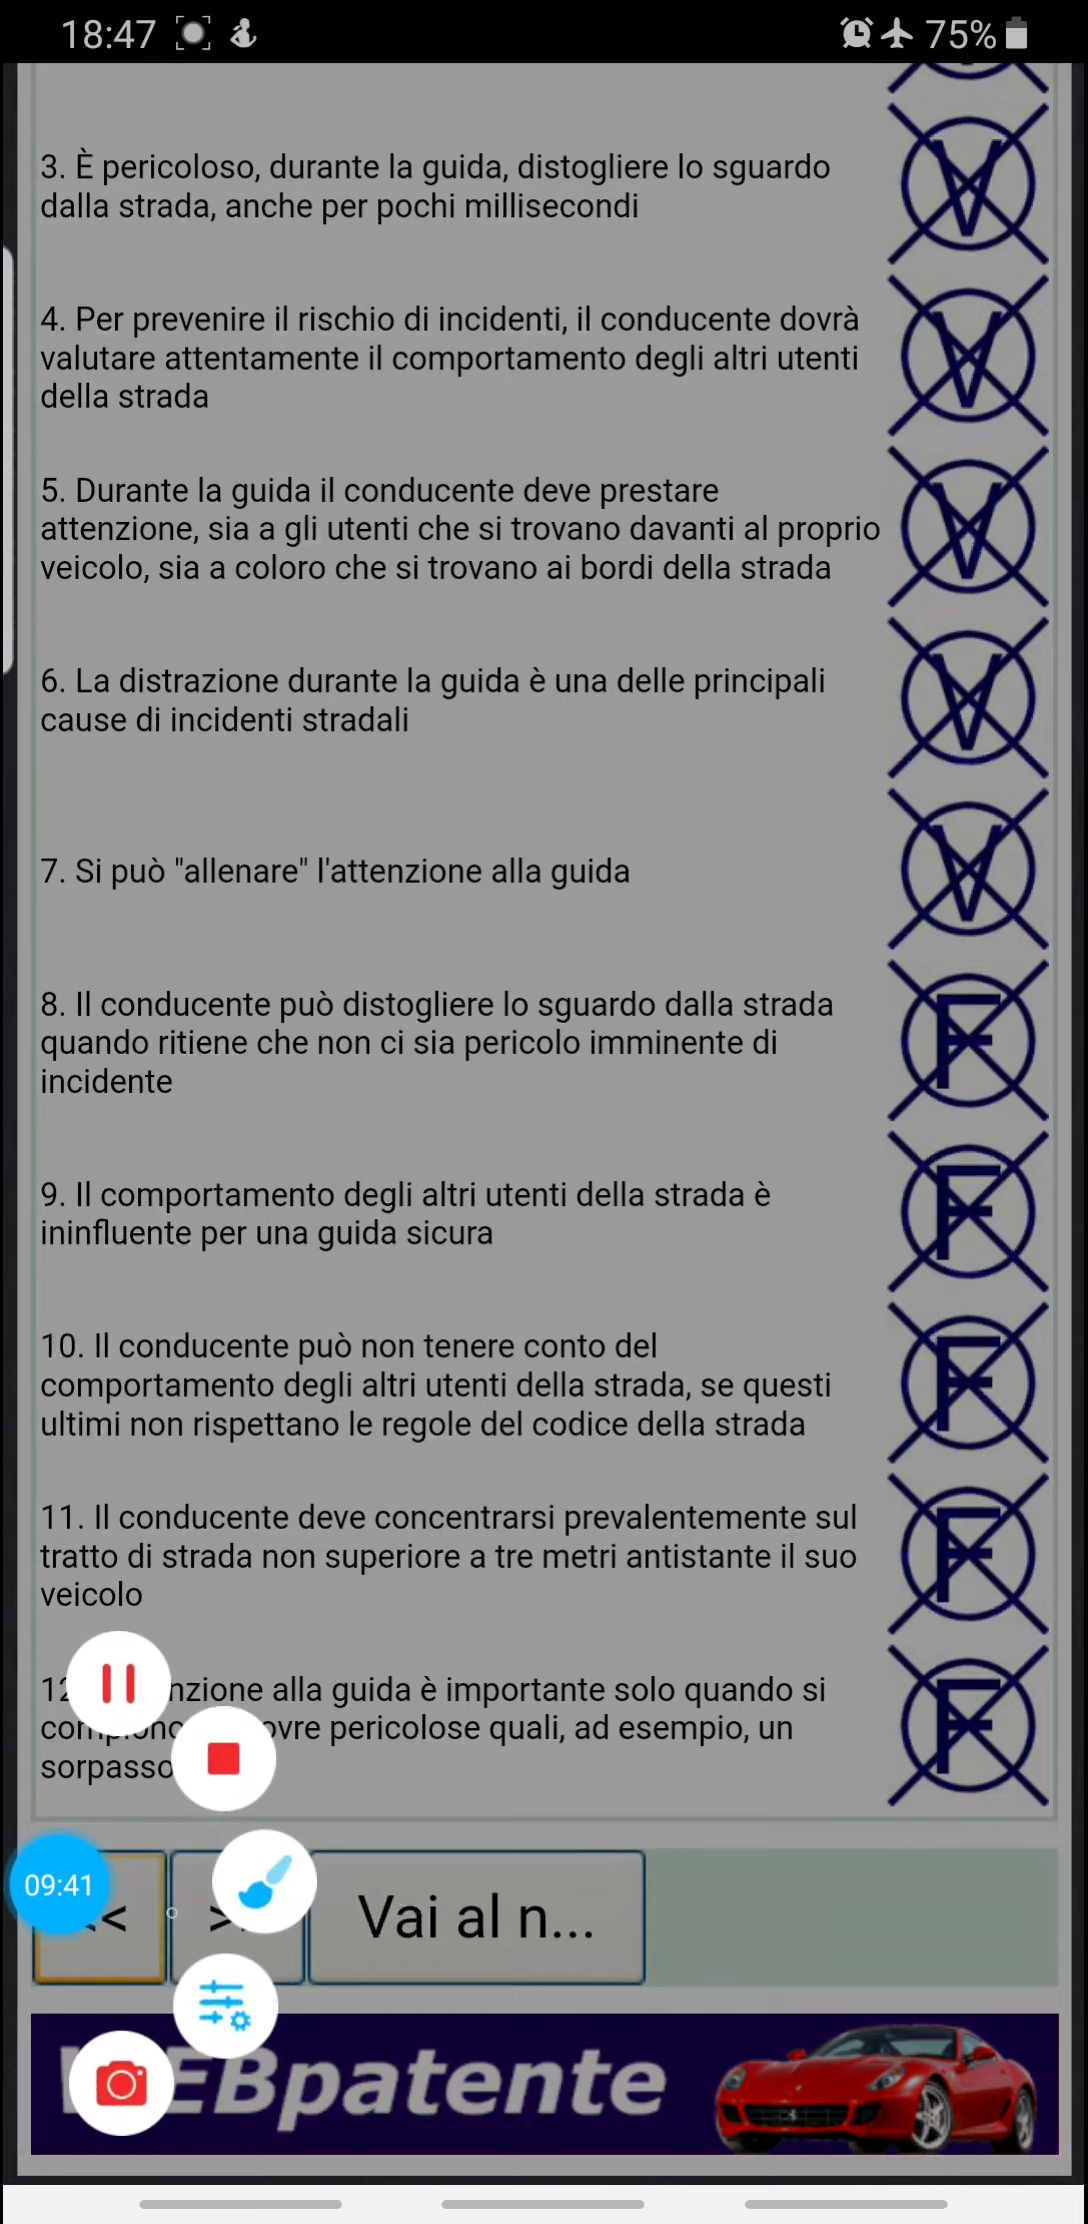 18:47
75%
3. È pericoloso, durante la guida, distogliere lo sguardo
dalla strada, anche per pochi millisecondi
V
4. Per prevenire il rischio di incidenti, il conducente dovrà
valutare attentamente il comportamento degli altri utenti
della strada
V
5. Durante la guida il conducente deve prestare
attenzione, sia a gli utenti che si trovano davanti al proprio
veicolo, sia a coloro che si trovano ai bordi della strada
V
6. La distrazione durante la guida è una delle principali
cause di incidenti stradali
V
7. Si può "allenare" l'attenzione alla guida
V
8. Il conducente può distogliere lo sguardo dalla strada
quando ritiene che non ci sia pericolo imminente di
incidente
F
9. Il comportamento degli altri utenti della strada è
ininfluente per una guida sicura
F
10. Il conducente può non tenere conto del
comportamento degli altri utenti della strada, se questi
ultimi non rispettano le regole del codice della strada
F
11. Il conducente deve concentrarsi prevalentemente sul
tratto di strada non superiore a tre metri antistante il suo
veicolo
F
alla guida è importante solo quando si
pericolose quali, ad esempio, un
sorpasso
F
09:41
Vai al n...
WEBpatente